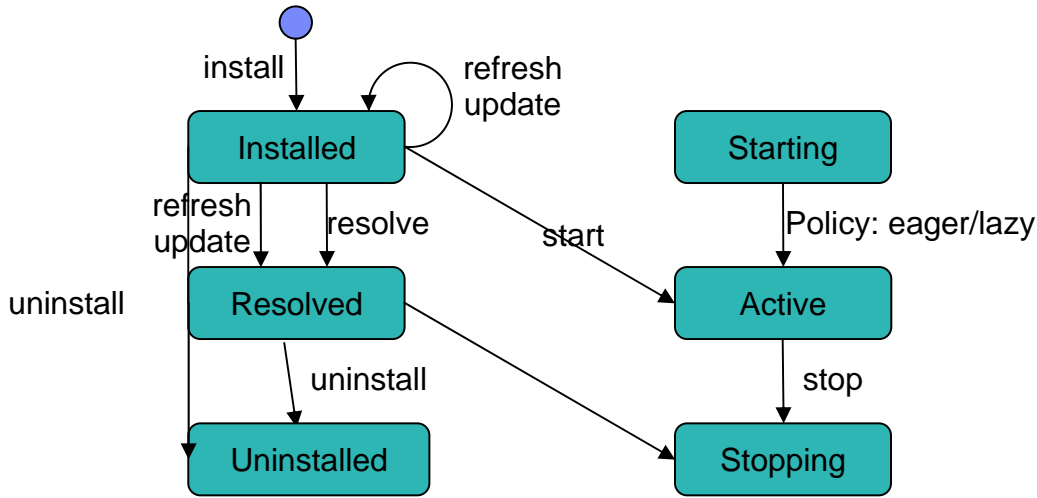 install
refresh
update
Installed
Starting
refresh
update
resolve
start
Policy: eager/lazy
uninstall
Resolved
Active
uninstall
stop
Uninstalled
Stopping